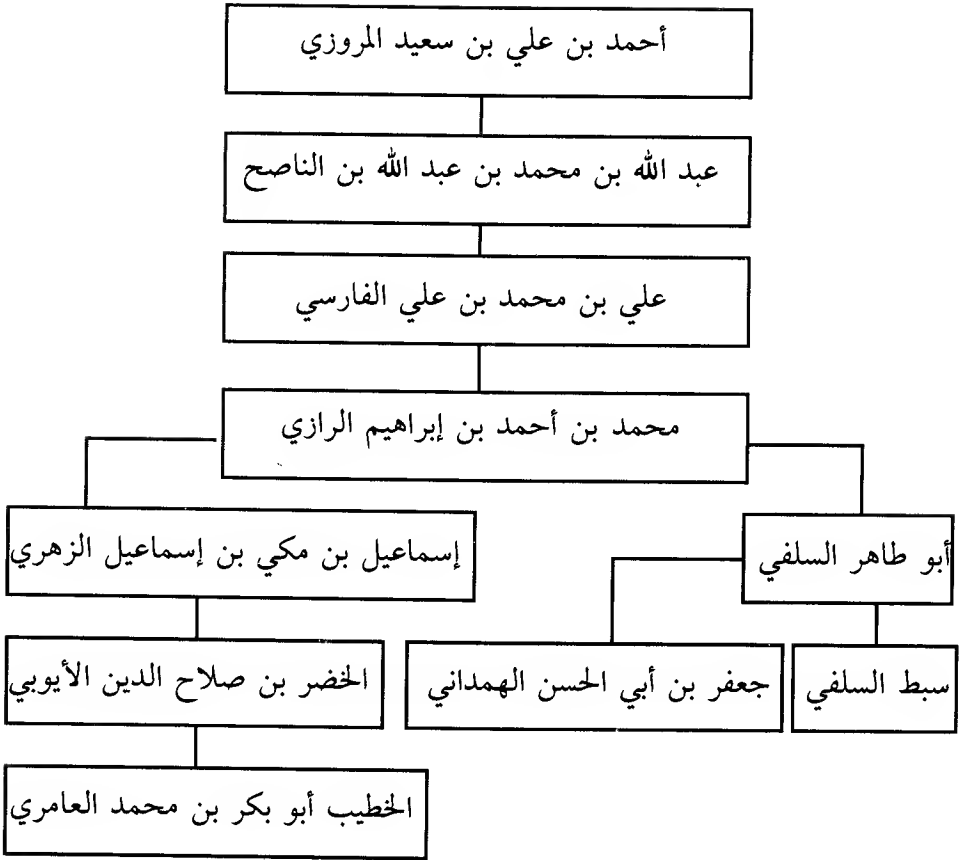 أحمد بن علي بن سعيد المروزي
عبد الله بن محمد بن عبد الله بن الناصح
علي بن محمد بن علي الفارسي
محمد بن أحمد بن إبراهيم الرازي
أبو طاهر السلفي
إسماعيل بن مكي بن إسماعيل الزهري
سبط السلفي
جعفر بن أبي الحسن الهمداني
الخضر بن صلاح الدين الأيوبي
الخطيب أبو بكر بن محمد العامري